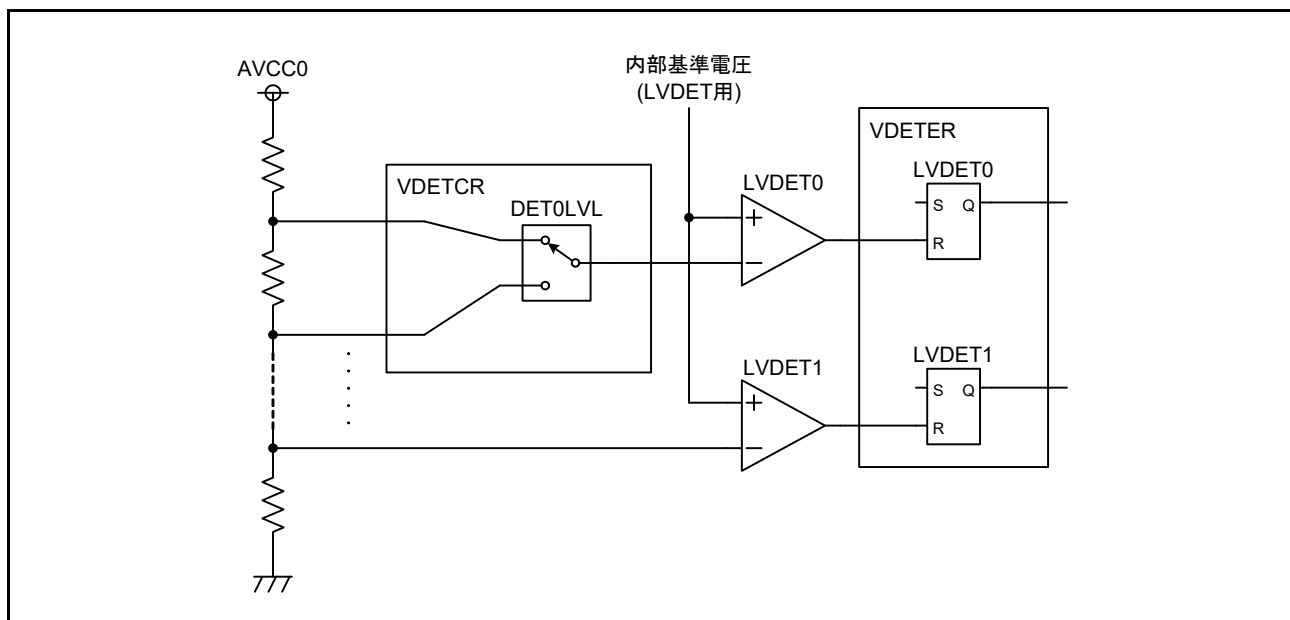 AVCC0
内部基準電圧
(LVDET用)
VDETCR
DET0LVL
LVDET0
+
−
VDETER
LVDET0
S Q
R
LVDET1
+
−
LVDET1
S Q
R